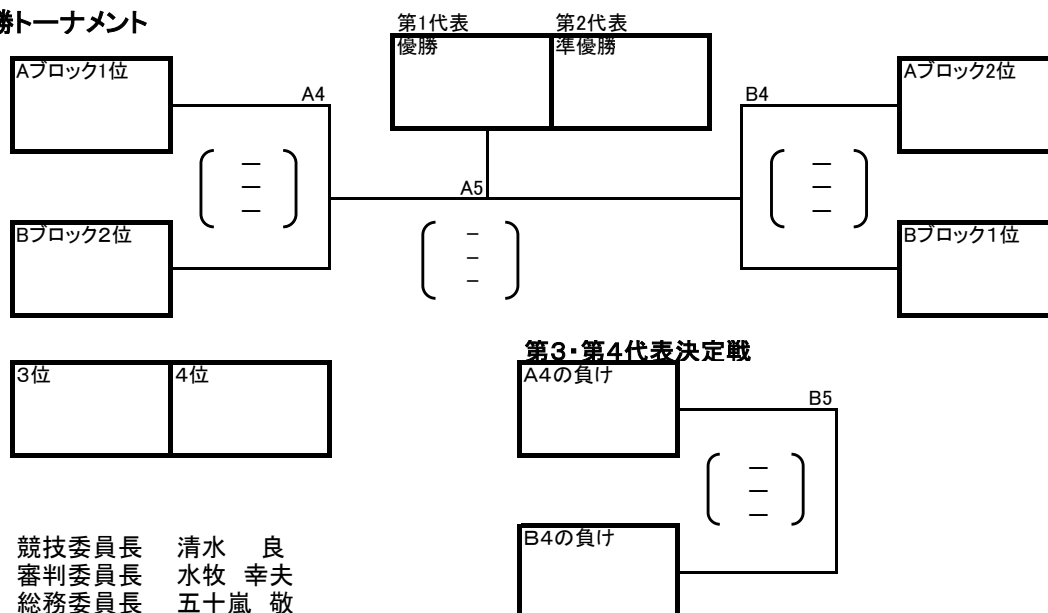 勝トーナメント
第1代表 第2代表
優勝 準優勝
Aブロック1位 Aブロック2位
A4 B4
( － － － ) ( － － － )
A5
Bブロック2位 Bブロック1位
( － － － )
第3・第4代表決定戦
3位 4位 A4の負け
B5
( － － － )
B4の負け
競技委員長 清水 良
審判委員長 水牧 幸夫
総務委員長 五十嵐 敬